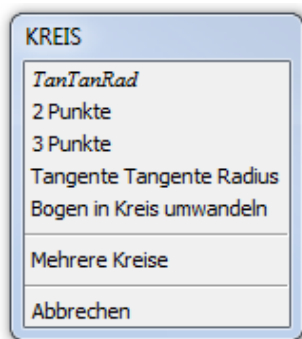 KREIS
TanTanRad
2 Punkte
3 Punkte
Tangente Tangente Radius
Bogen in Kreis umwandeln
Mehrere Kreise
Abbrechen